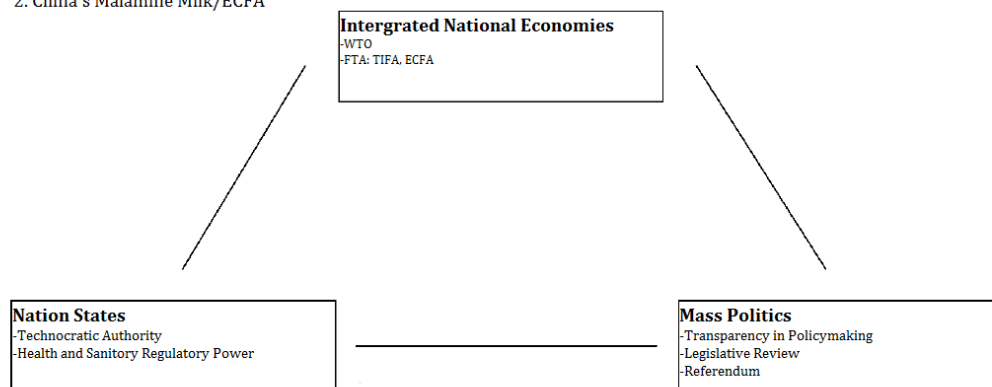 2. China's Malamine Milk/ECFA
Intergrated National Economies
-WTO
-FTA: TIFA, ECFA
Nation States
-Technocratic Authority
-Health and Sanitory Regulatory Power
Mass Politics
-Transparency in Policymaking
-Legislative Review
-Referendum